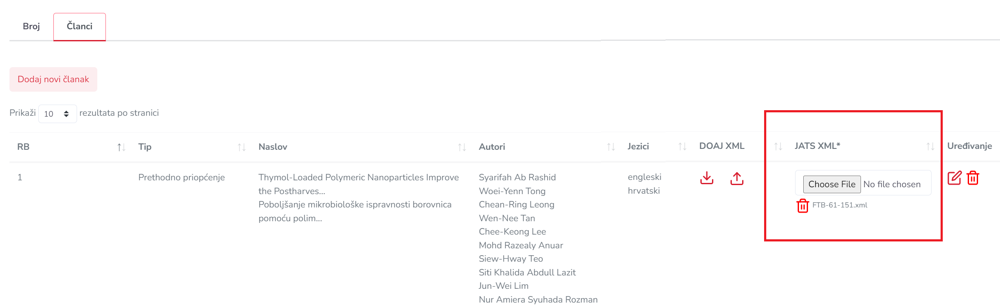 Broj
Članci
Dodaj novi članak
Prikaži 10 rezultata po stranici
RB
Tip
Naslov
Autori
Jezici
DOAJ XML
JATS XML*
Uređivanje
1
Prethodno priopćenje
Thymol-Loaded Polymeric Nanoparticles Improve
the Postharves...
Poboljšanje mikrobiološke ispravnosti borovnica
pomoću polim...
Syarifah Ab Rashid
Woei-Yenn Tong
Chean-Ring Leong
Wen-Nee Tan
Chee-Keong Lee
Mohd Razealy Anuar
Siew-Hway Teo
Siti Khalida Abdull Lazit
Jun-Wei Lim
Nur Amiera Syuhada Rozman
engleski
hrvatski
Choose File No file chosen
FTB-61-151.xml